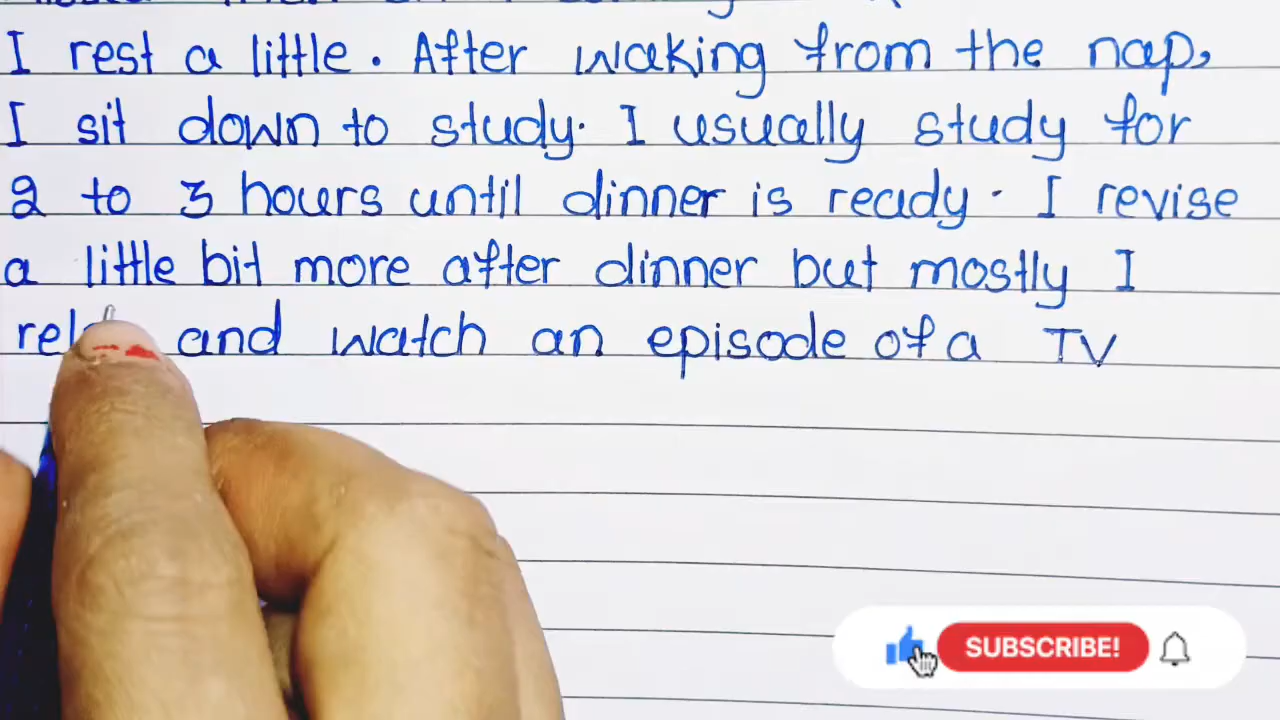 I rest a little. After waking from the nap,
I sit down to study. I usually study for
2 to 3 hours until dinner is ready. I revise
a little bit more after dinner but mostly I
and watch an episode of a TV
SUBSCRIBE!